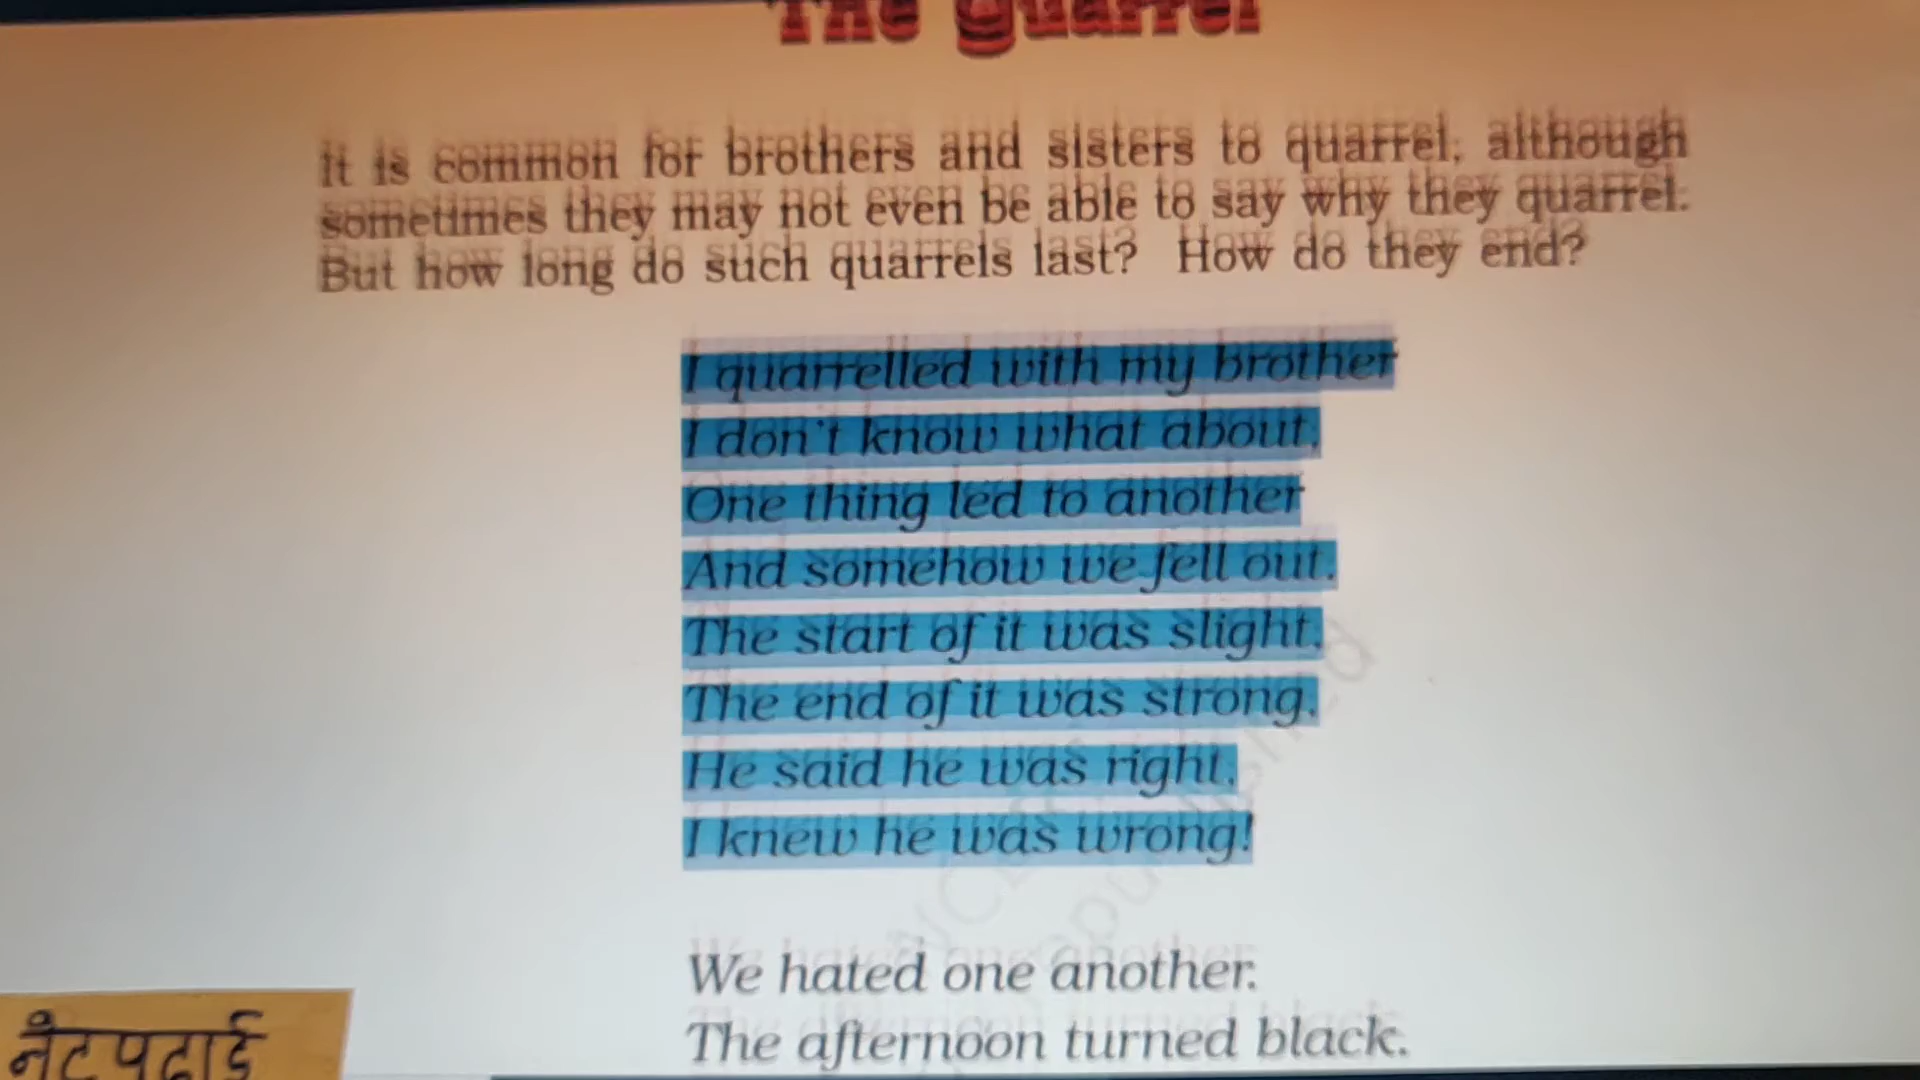 The Quarrel
It is common for brothers and sisters to quarrel, although
sometimes they may not even be able to say why they quarrel.
But how long do such quarrels last? How do they end?
I quarrelled with my brother
I don't know what about,
One thing led to another
And somehow we fell out.
The start of it was slight,
The end of it was strong,
He said he was right,
I knew he was wrong!
We hated one another.
The afternoon turned black.
नेटपढाई